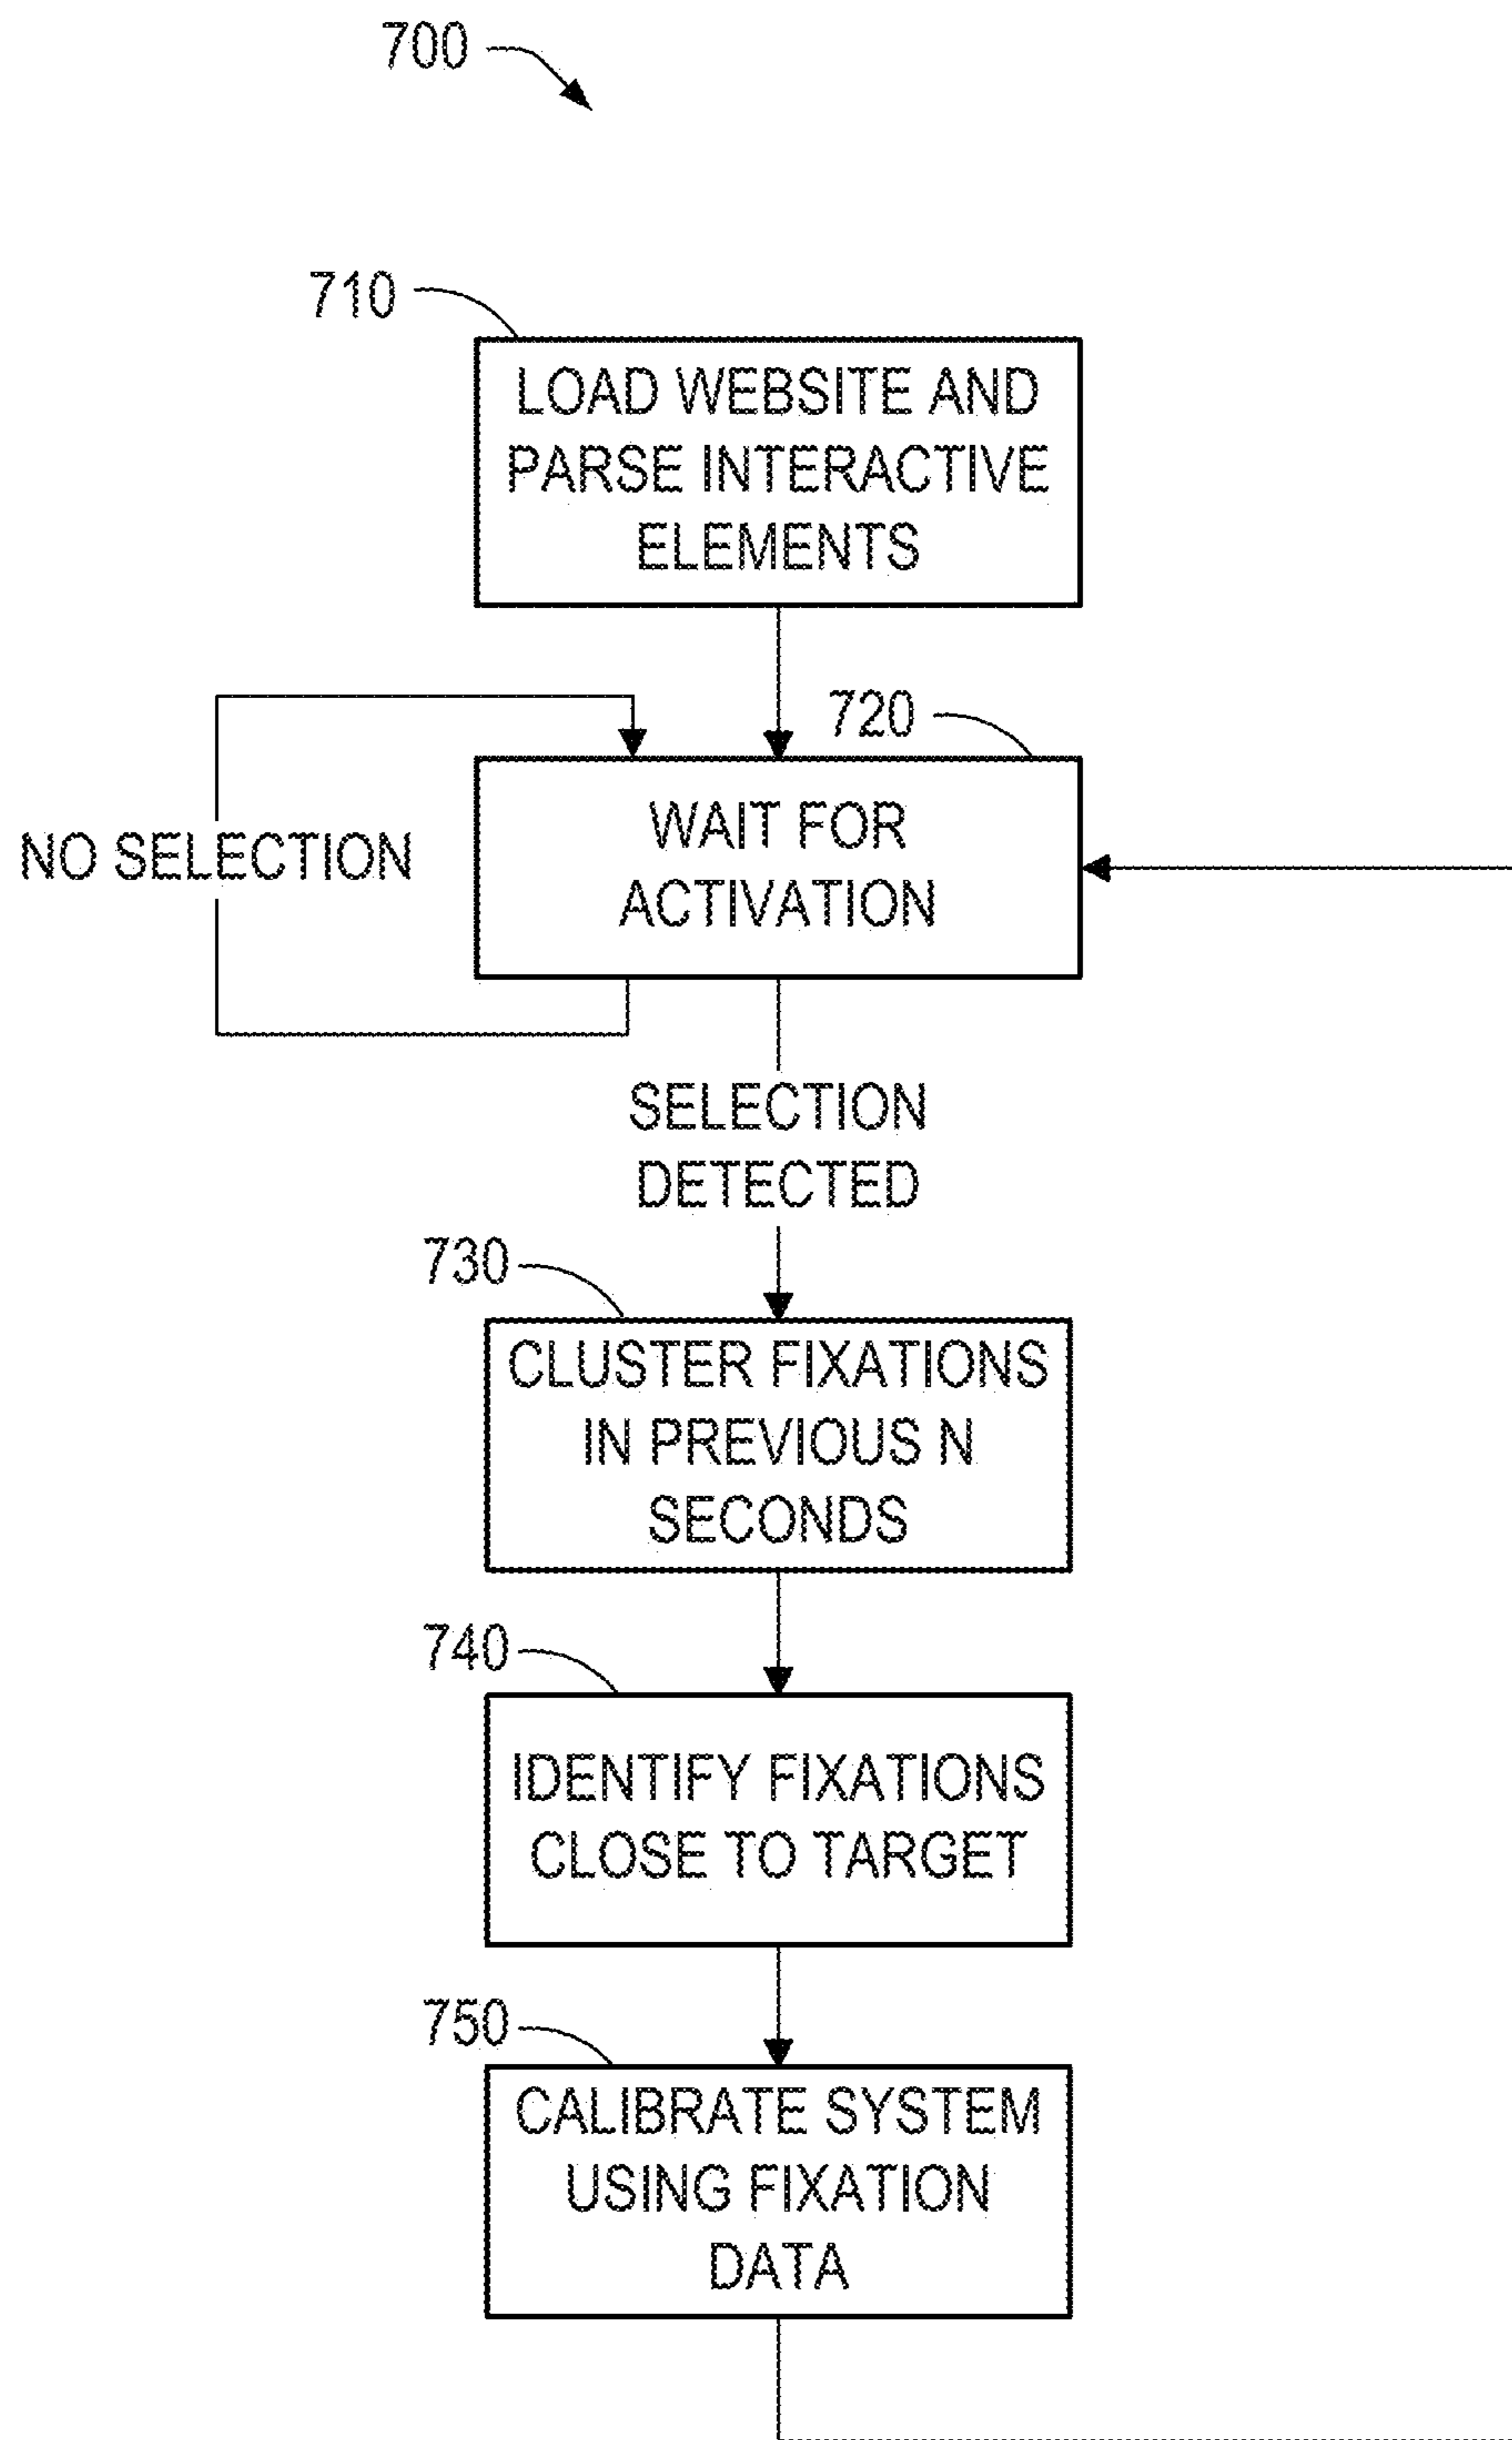 700
710
LOAD WEBSITE AND
PARSE INTERACTIVE
ELEMENTS
720
WAIT FOR
ACTIVATION
NO SELECTION
SELECTION
DETECTED
730
CLUSTER FIXATIONS
IN PREVIOUS N
SECONDS
740
IDENTIFY FIXATIONS
CLOSE TO TARGET
750
CALIBRATE SYSTEM
USING FIXATION
DATA